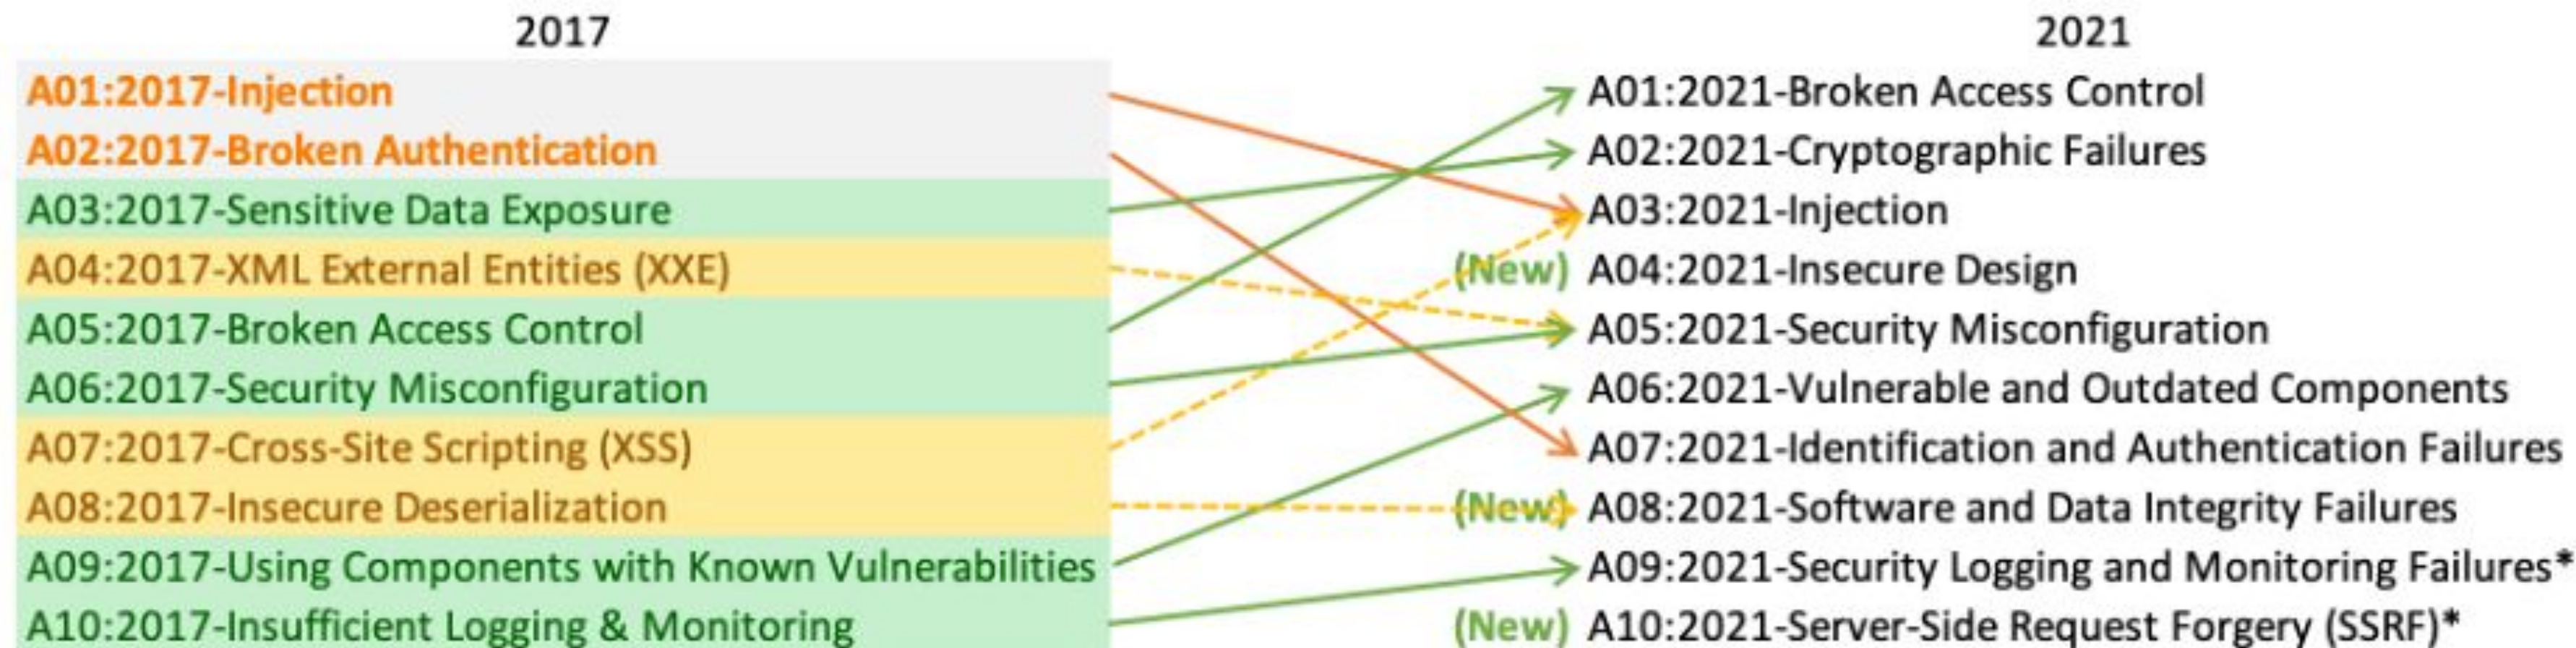 2017
A01:2017-Injection
A02:2017-Broken Authentication
A03:2017-Sensitive Data Exposure
A04:2017-XML External Entities (XXE)
A05:2017-Broken Access Control
A06:2017-Security Misconfiguration
A07:2017-Cross-Site Scripting (XSS)
A08:2017-Insecure Deserialization
A09:2017-Using Components with Known Vulnerabilities
A10:2017-Insufficient Logging & Monitoring
2021
A01:2021-Broken Access Control
A02:2021-Cryptographic Failures
A03:2021-Injection
(New) A04:2021-Insecure Design
A05:2021-Security Misconfiguration
A06:2021-Vulnerable and Outdated Components
A07:2021-Identification and Authentication Failures
(New) A08:2021-Software and Data Integrity Failures
A09:2021-Security Logging and Monitoring Failures*
(New) A10:2021-Server-Side Request Forgery (SSRF)*